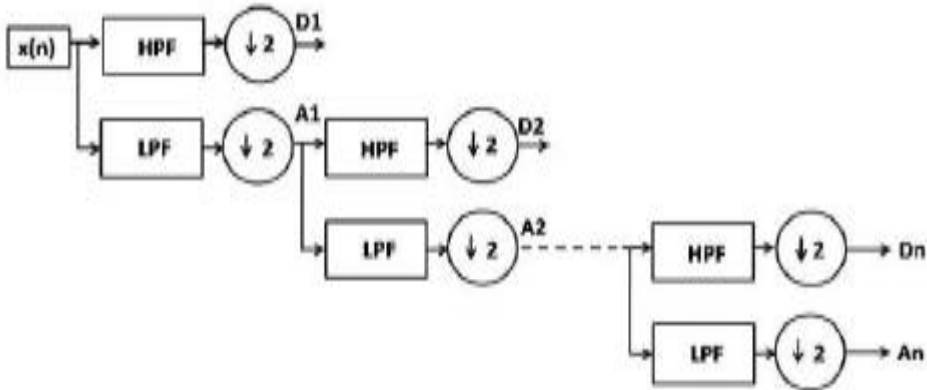 x(n) HPF ↓ 2 D1
LPF ↓ 2 A1 HPF ↓ 2 D2
LPF ↓ 2 A2 HPF ↓ 2 Dn
LPF ↓ 2 An